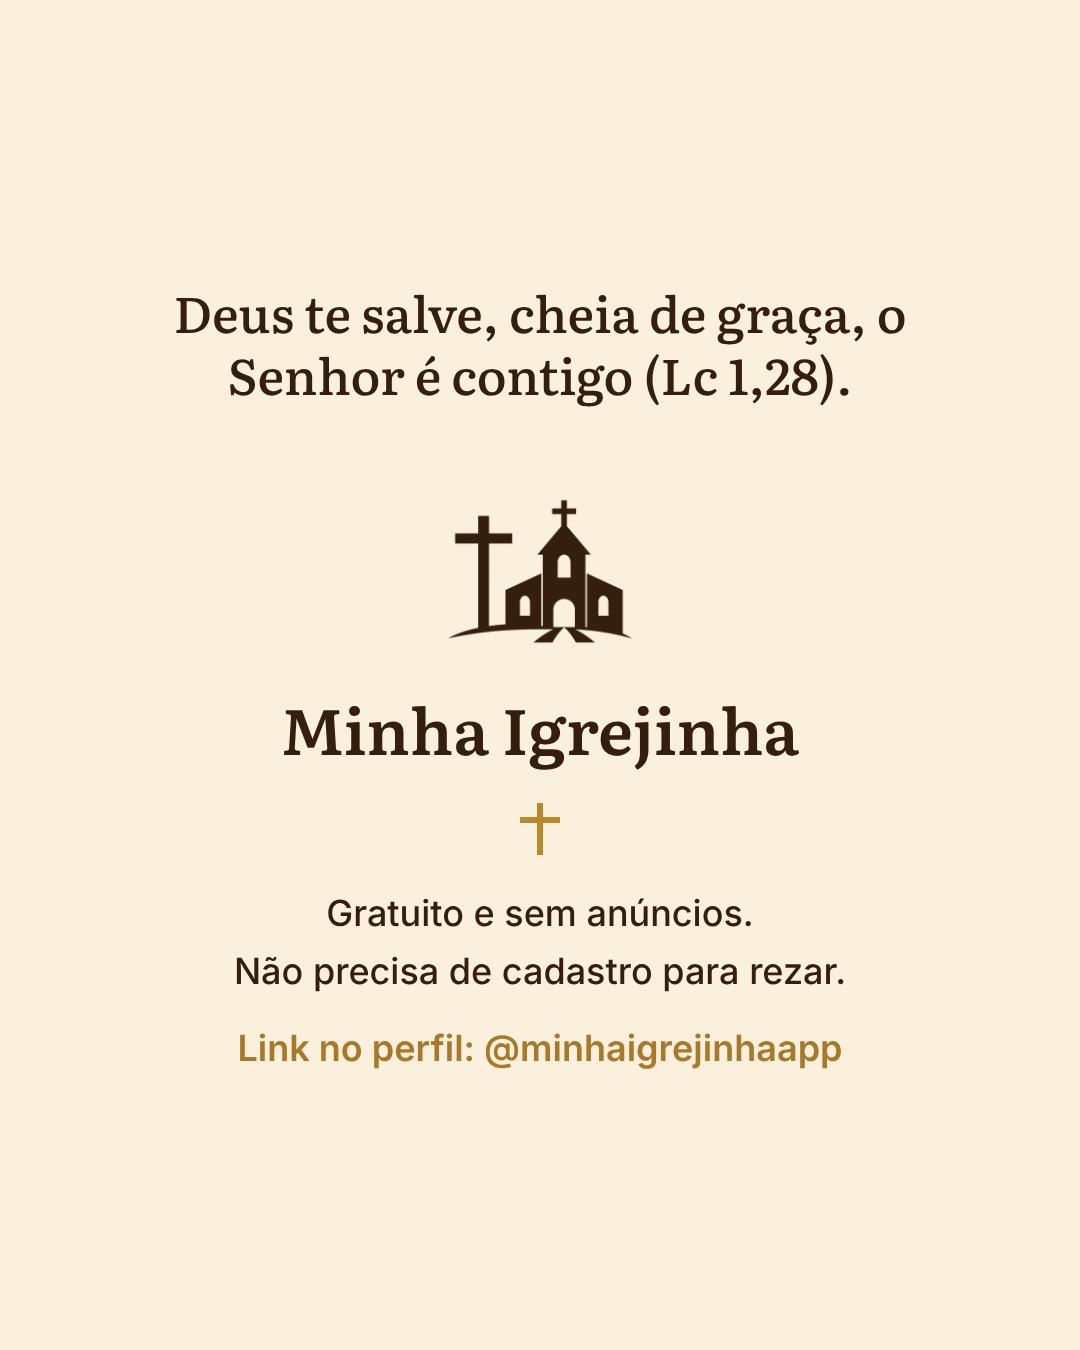 Deus te salve, cheia de graça, o
Senhor é contigo (Lc 1,28).
Minha Igrejinha
Gratuito e sem anúncios.
Não precisa de cadastro para rezar.
Link no perfil: @minhaigrejinhaapp